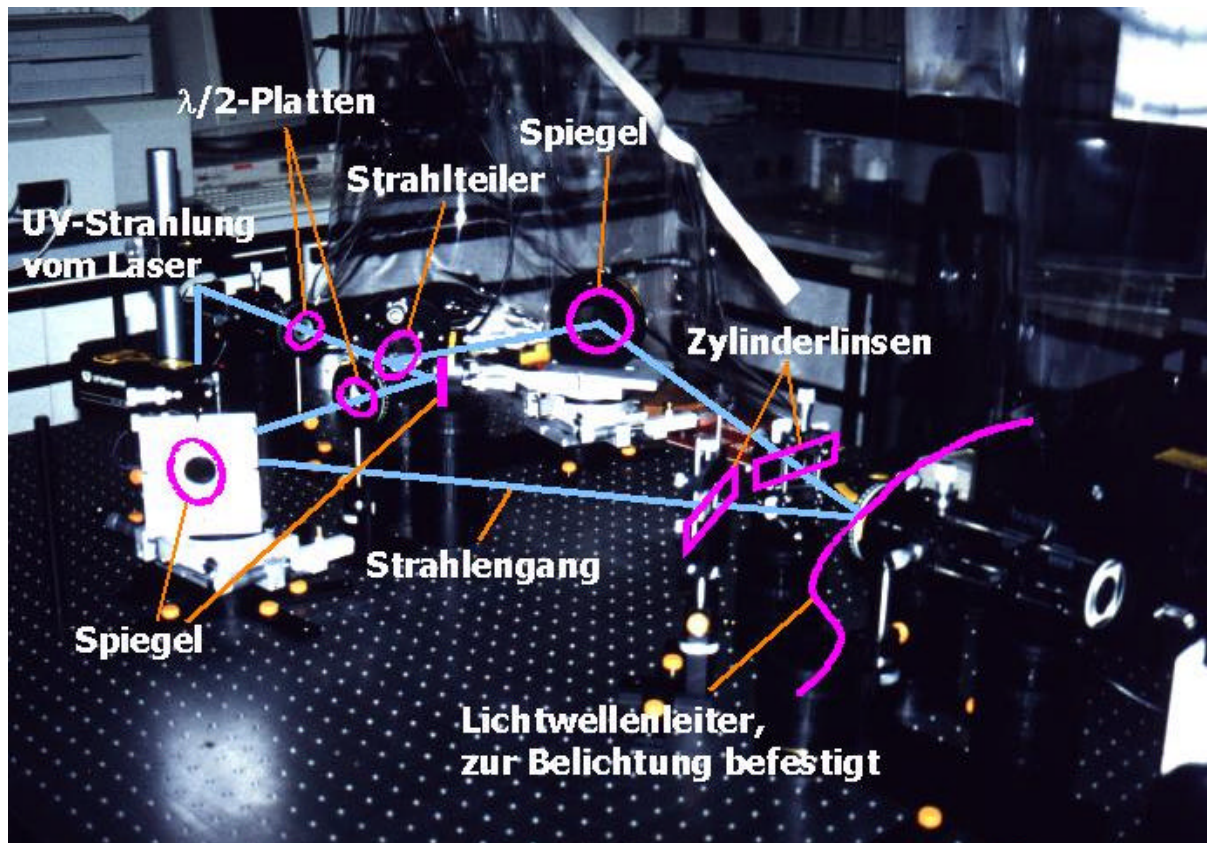 λ/2-Platten
Spiegel
Strahlteiler
UV-Strahlung
vom Laser
Zylinderlinsen
Strahlengang
Spiegel
Lichtwellenleiter,
zur Belichtung befestigt